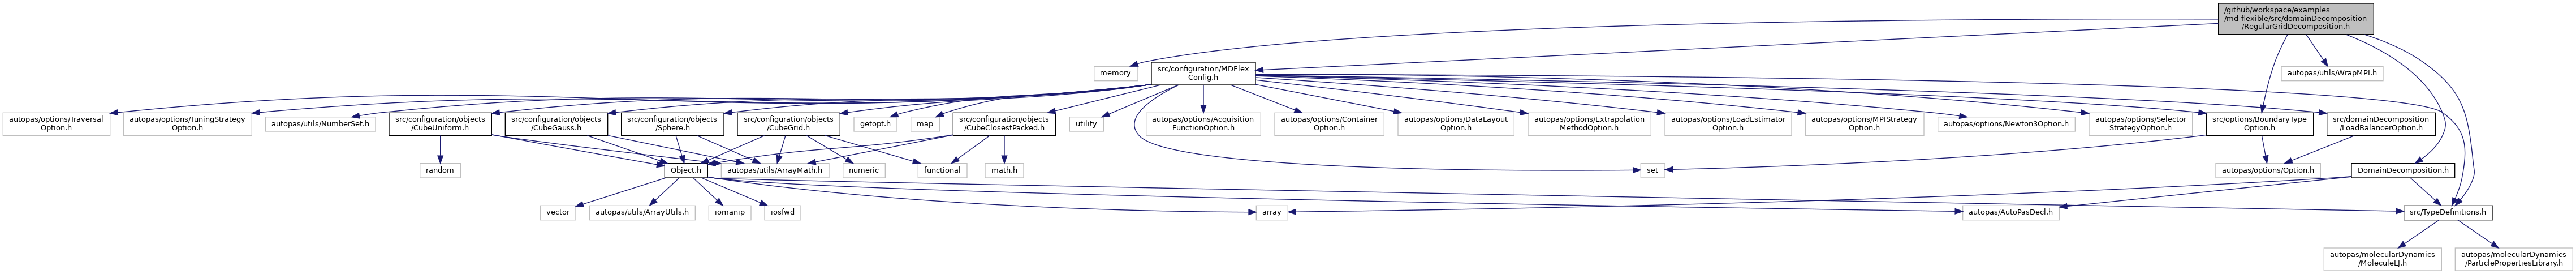 /github/workspace/examples
/md-flexible/src/domainDecomposition
/RegularGridDecomposition.h
memory
src/configuration/MDFlex
Config.h
autopas/utils/WrapMPI.h
autopas/options/Traversal
Option.h
autopas/options/TuningStrategy
Option.h
autopas/utils/NumberSet.h
src/configuration/objects
/CubeUniform.h
src/configuration/objects
/CubeGauss.h
src/configuration/objects
/Sphere.h
src/configuration/objects
/CubeGrid.h
getopt.h
map
src/configuration/objects
/CubeClosestPacked.h
utility
autopas/options/Acquisition
FunctionOption.h
autopas/options/Container
Option.h
autopas/options/DataLayout
Option.h
autopas/options/Extrapolation
MethodOption.h
autopas/options/LoadEstimator
Option.h
autopas/options/MPIStrategy
Option.h
autopas/options/Newton3Option.h
autopas/options/Selector
StrategyOption.h
src/options/BoundaryType
Option.h
src/domainDecomposition
/LoadBalancerOption.h
random
Object.h
autopas/utils/ArrayMath.h
numeric
functional
math.h
set
autopas/options/Option.h
DomainDecomposition.h
vector
autopas/utils/ArrayUtils.h
iomanip
iosfwd
array
autopas/AutoPasDecl.h
src/TypeDefinitions.h
autopas/molecularDynamics
/MoleculeLJ.h
autopas/molecularDynamics
/ParticlePropertiesLibrary.h